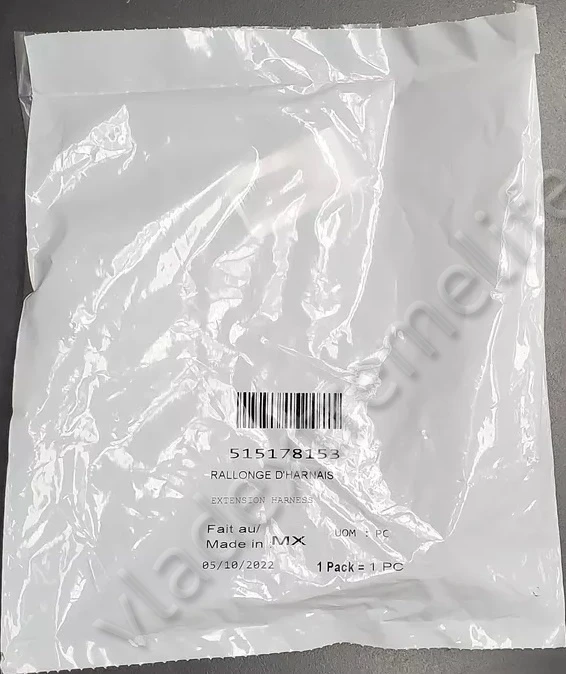 515178153
RALLONGE D'HARNAIS
EXTENSION HARNESS
Fait au/
Made in MX
UOM : PC
05/10/2022
1 Pack = 1 PC